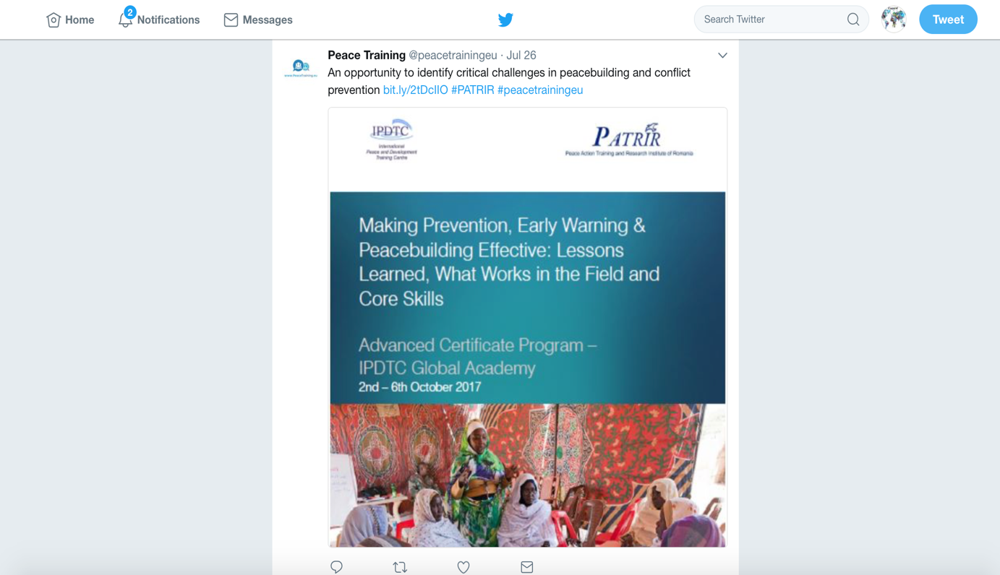 Home
2
Notifications
Messages
Search Twitter
Tweet
Peace Training @peacetrainingeu · Jul 26
An opportunity to identify critical challenges in peacebuilding and conflict
prevention bit.ly/2tDcIIO #PATRIR #peacetrainingeu
www.PeaceTraining.eu
IPDTC
International
Peace and Development
Training Centre
PATRIR
Peace Action Training and Research Institute of Romania
Making Prevention, Early Warning &
Peacebuilding Effective: Lessons
Learned, What Works in the Field and
Core Skills
Advanced Certificate Program –
IPDTC Global Academy
2nd – 6th October 2017